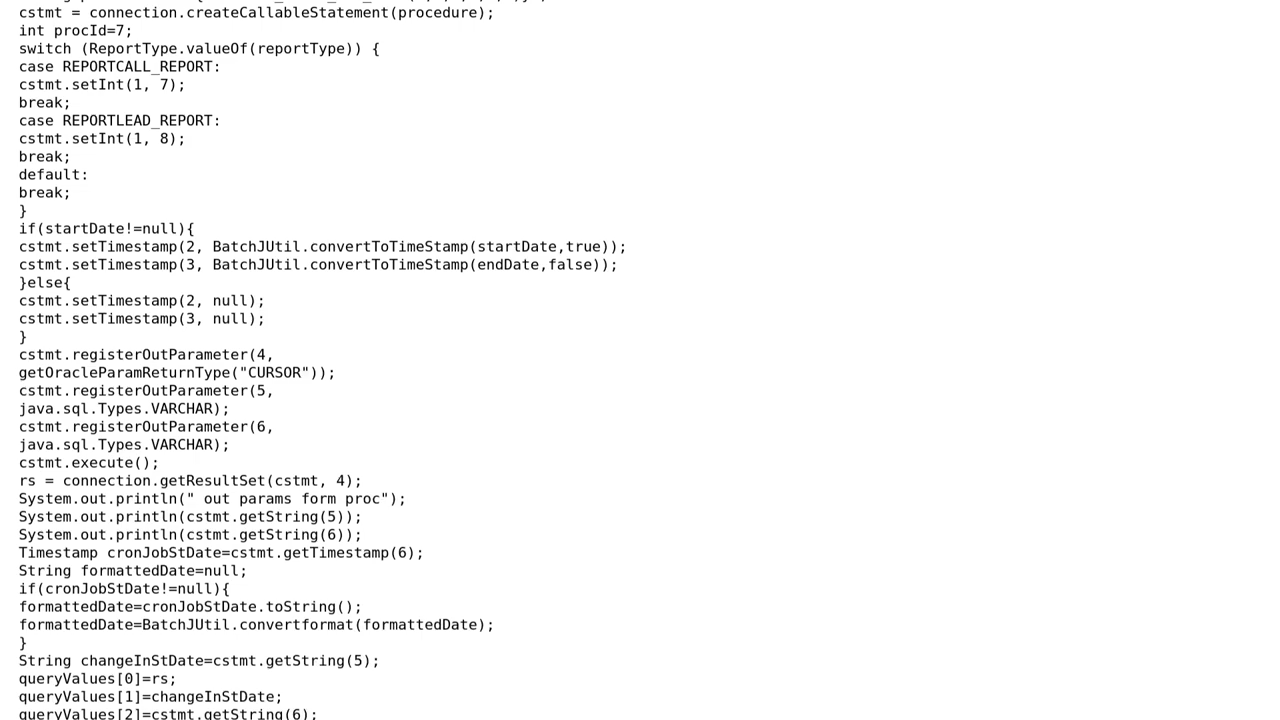 cstmt = connection.createCallableStatement(procedure);
int procId=7;
switch (ReportType.valueOf(reportType)) {
case REPORTCALL_REPORT:
cstmt.setInt(1, 7);
break;
case REPORTLEAD_REPORT:
cstmt.setInt(1, 8);
break;
default:
break;
}
if(startDate!=null){
cstmt.setTimestamp(2, BatchJUtil.convertToTimeStamp(startDate,true));
cstmt.setTimestamp(3, BatchJUtil.convertToTimeStamp(endDate,false));
}else{
cstmt.setTimestamp(2, null);
cstmt.setTimestamp(3, null);
}
cstmt.registerOutParameter(4,
getOracleParamReturnType("CURSOR"));
cstmt.registerOutParameter(5,
java.sql.Types.VARCHAR);
cstmt.registerOutParameter(6,
java.sql.Types.VARCHAR);
cstmt.execute();
rs = connection.getResultSet(cstmt, 4);
System.out.println(" out params form proc");
System.out.println(cstmt.getString(5));
System.out.println(cstmt.getString(6));
Timestamp cronJobStDate=cstmt.getTimestamp(6);
String formattedDate=null;
if(cronJobStDate!=null){
formattedDate=cronJobStDate.toString();
formattedDate=BatchJUtil.convertformat(formattedDate);
}
String changeInStDate=cstmt.getString(5);
queryValues[0]=rs;
queryValues[1]=changeInStDate;
queryValues[2]=cstmt.getString(6);